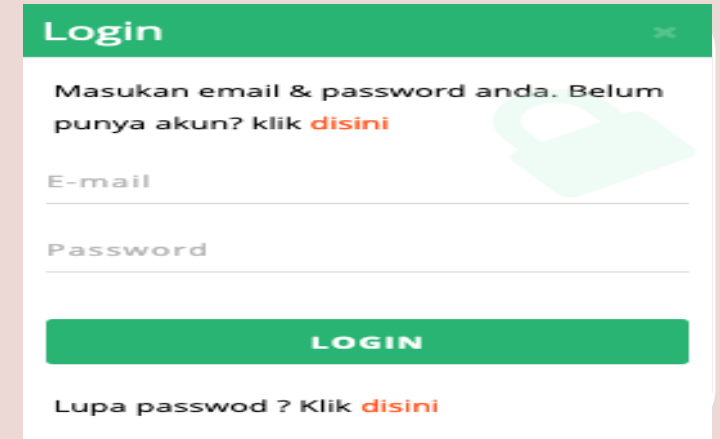 Login
Masukan email & password anda. Belum
punya akun? klik disini
E-mail
Password
LOGIN
Lupa passwod ? Klik disini